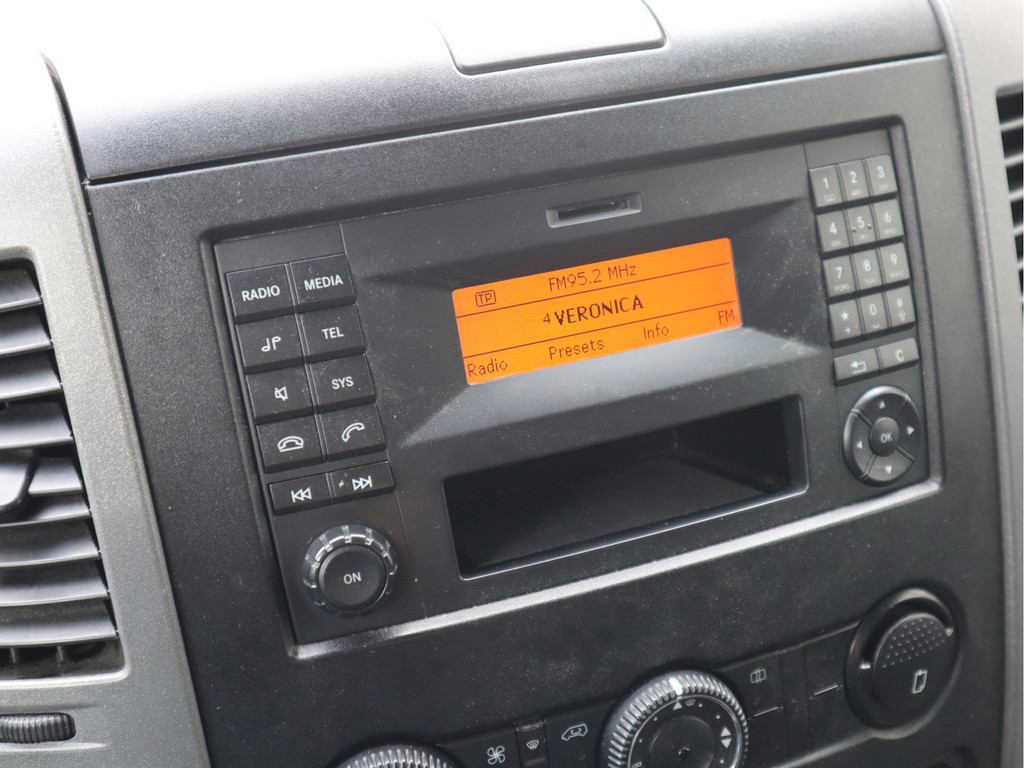 RADIO MEDIA
TEL
SYS
ON
TP FM95.2 MHz
4 VERONICA
Radio Presets Info FM
1 2 3
4 .5. 6
7 8 9
* 0 #
C
OK